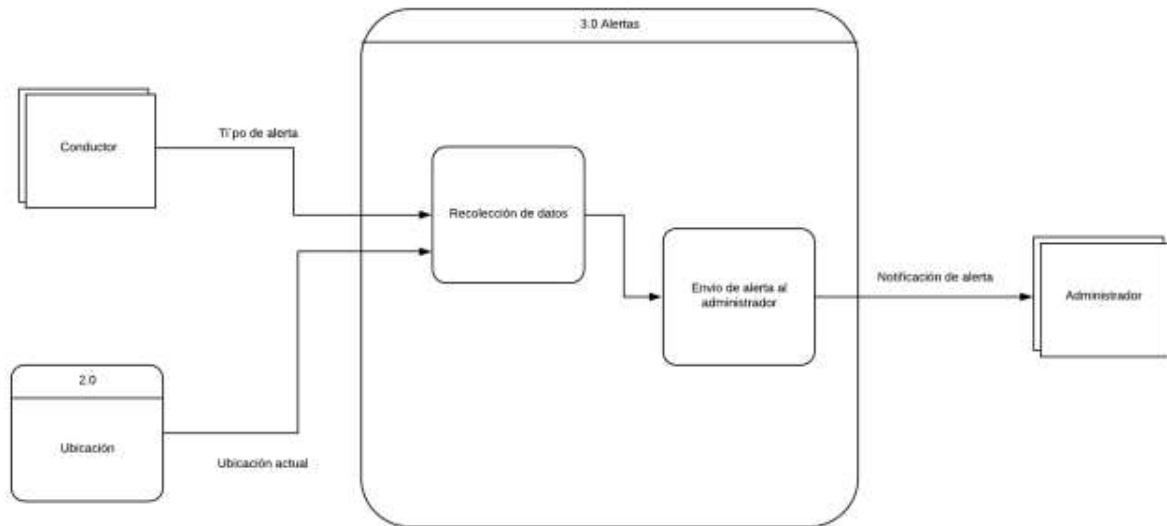 3.0 Alertas
Conductor
Ti´po de alerta
Recolección de datos
Envio de alerta al
administrador
Notificación de alerta
Administrador
2.0
Ubicación
Ubicación actual